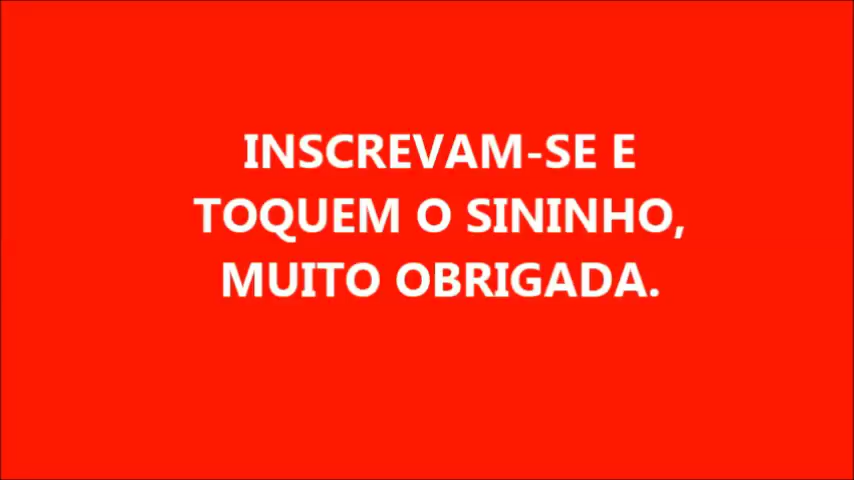 INSCREVAM-SE E
TOQUEM O SININHO,
MUITO OBRIGADA.